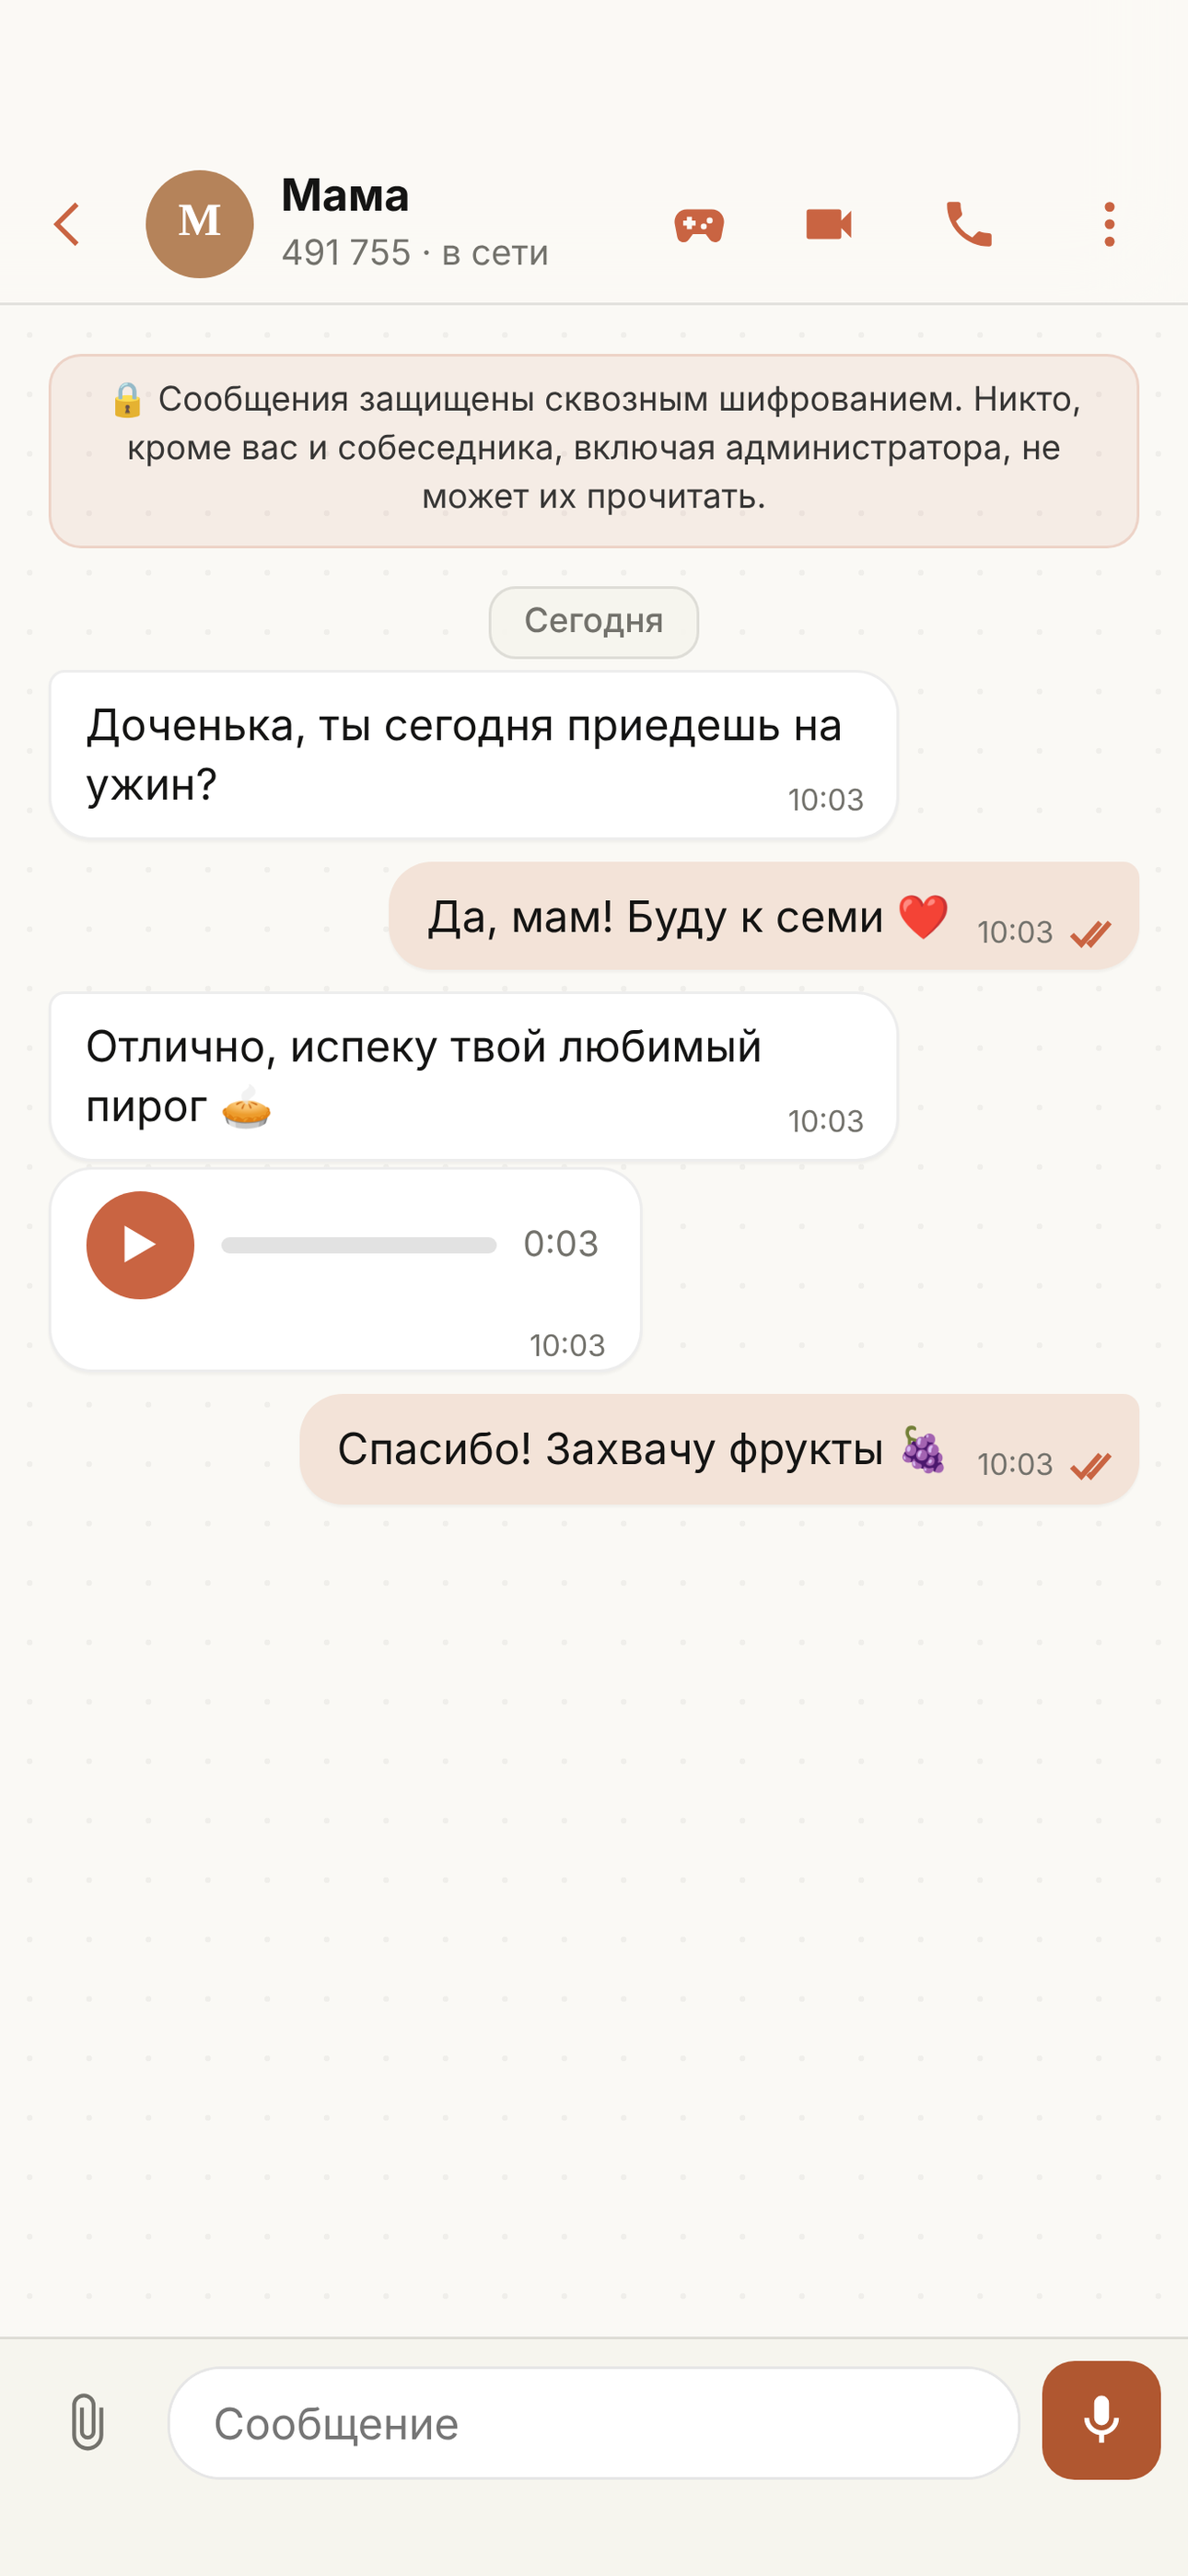 М
Мама
491 755 · в сети
🔒 Сообщения защищены сквозным шифрованием. Никто,
кроме вас и собеседника, включая администратора, не
может их прочитать.
Сегодня
Доченька, ты сегодня приедешь на
ужин?
10:03
Да, мам! Буду к семи ❤️ 10:03
Отлично, испеку твой любимый
пирог 🥧
10:03
0:03
10:03
Спасибо! Захвачу фрукты 🍇 10:03
Сообщение